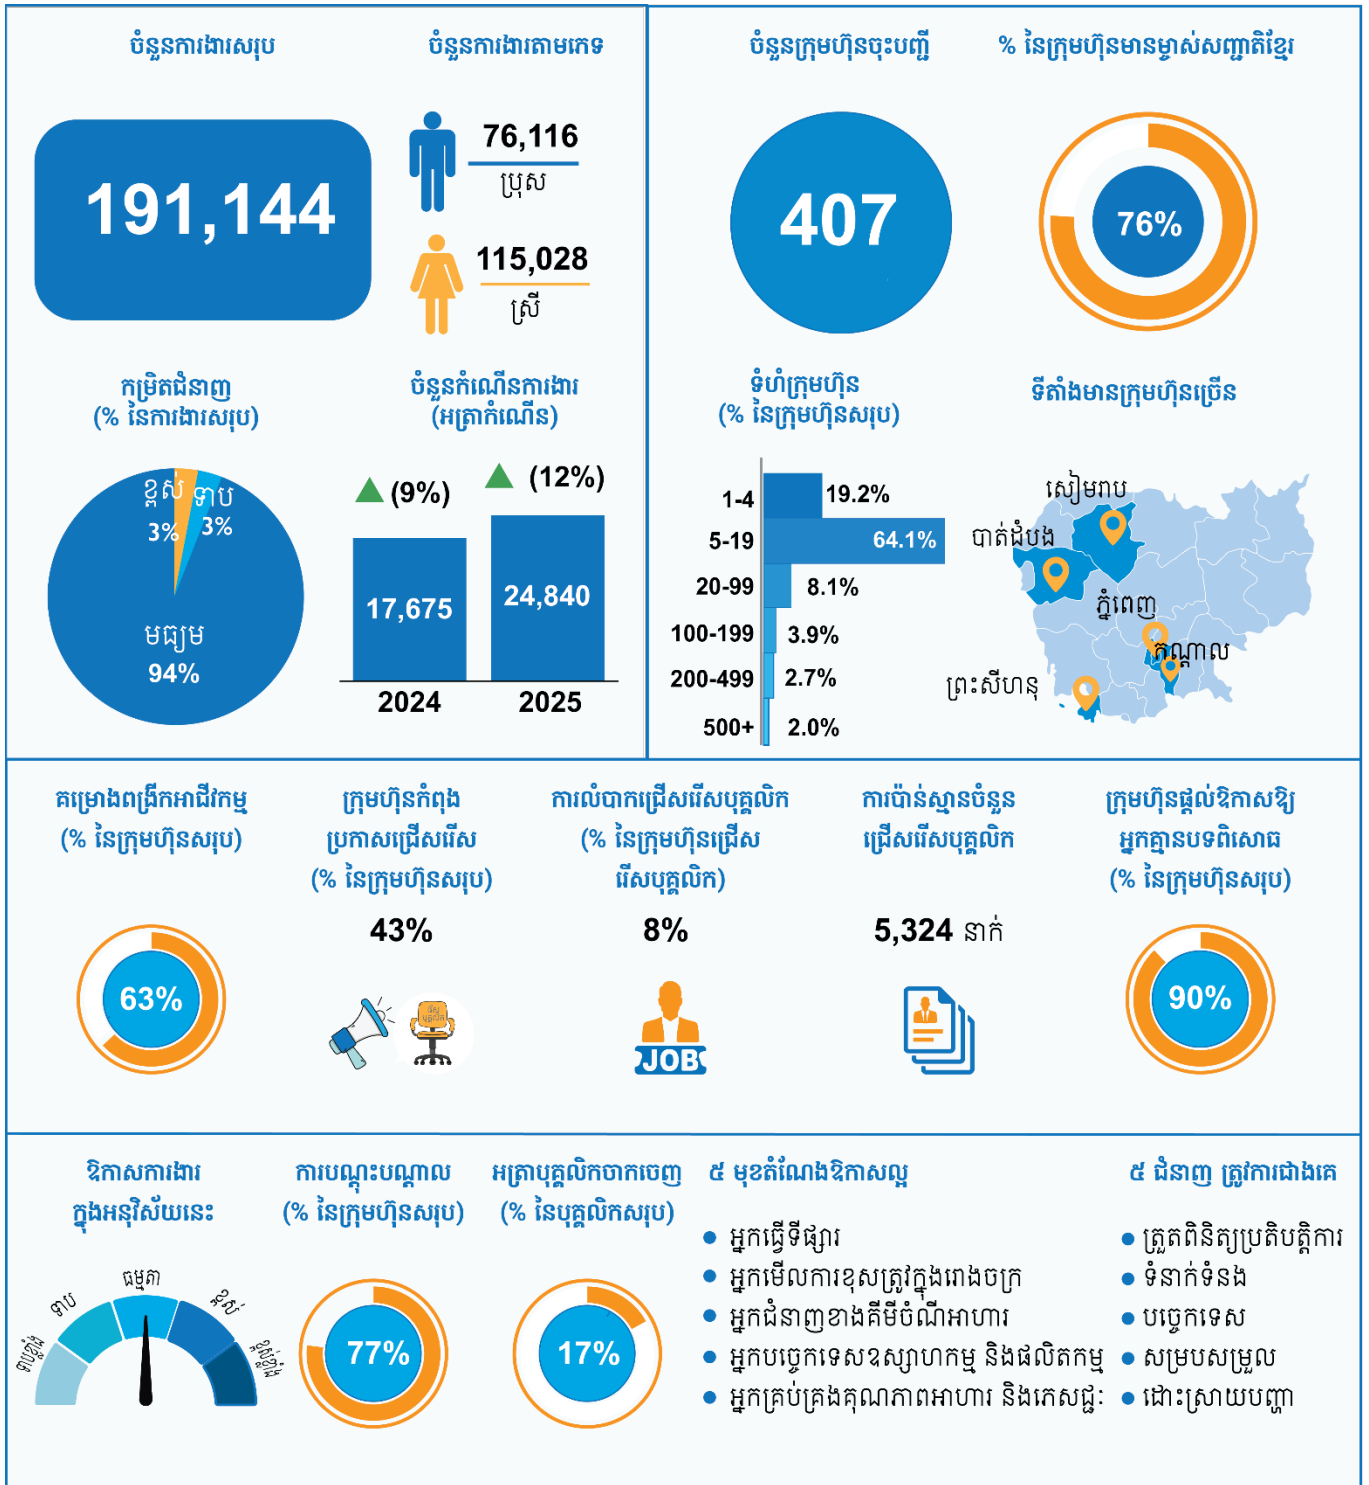 ចំនួនការងារសរុប
191,144
ចំនួនការងារតាមភេទ
76,116
ប្រុស
115,028
ស្រី
កម្រិតជំនាញ
(% នៃការងារសរុប)
ខ្ពស់
3%
ទាប
3%
មធ្យម
94%
ចំនួនកំណើនការងារ
(អត្រាកំណើន)
(9%)
(12%)
17,675
24,840
2024
2025
ចំនួនក្រុមហ៊ុនចុះបញ្ជី
407
% នៃក្រុមហ៊ុនមានម្ចាស់សញ្ជាតិខ្មែរ
76%
ទំហំក្រុមហ៊ុន
(% នៃក្រុមហ៊ុនសរុប)
1-4 19.2%
5-19 64.1%
20-99 8.1%
100-199 3.9%
200-499 2.7%
500+ 2.0%
ទីតាំងមានក្រុមហ៊ុនច្រើន
សៀមរាប
បាត់ដំបង
ភ្នំពេញ
កណ្តាល
ព្រះសីហនុ
គម្រោងពង្រីកអាជីវកម្ម
(% នៃក្រុមហ៊ុនសរុប)
63%
ក្រុមហ៊ុនកំពុង
ប្រកាសជ្រើសរើស
(% នៃក្រុមហ៊ុនសរុប)
43%
រើស
បុគ្គលិក
ការលំបាកជ្រើសរើសបុគ្គលិក
(% នៃក្រុមហ៊ុនជ្រើស
រើសបុគ្គលិក)
8%
JOB
ការប៉ាន់ស្មានចំនួន
ជ្រើសរើសបុគ្គលិក
5,324 នាក់
ក្រុមហ៊ុនផ្តល់ឱកាសឱ្យ
អ្នកគ្មានបទពិសោធ
(% នៃក្រុមហ៊ុនសរុប)
90%
ឱកាសការងារ
ក្នុងអនុវិស័យនេះ
ទាបខ្លាំង
ទាប
ធម្មតា
ខ្ពស់
ខ្ពស់ខ្លាំង
ការបណ្តុះបណ្តាល
(% នៃក្រុមហ៊ុនសរុប)
77%
អត្រាបុគ្គលិកចាកចេញ
(% នៃបុគ្គលិកសរុប)
17%
៥ មុខតំណែងឱកាសល្អ
អ្នកធ្វើទីផ្សារ
អ្នកមើលការខុសត្រូវក្នុងរោងចក្រ
អ្នកជំនាញខាងគីមីចំណីអាហារ
អ្នកបច្ចេកទេសឧស្សាហកម្ម និងផលិតកម្ម
អ្នកគ្រប់គ្រងគុណភាពអាហារ និងភេសជ្ជៈ
៥ ជំនាញ ត្រូវការជាងគេ
ត្រួតពិនិត្យប្រតិបត្តិការ
ទំនាក់ទំនង
បច្ចេកទេស
សម្របសម្រួល
ដោះស្រាយបញ្ហា